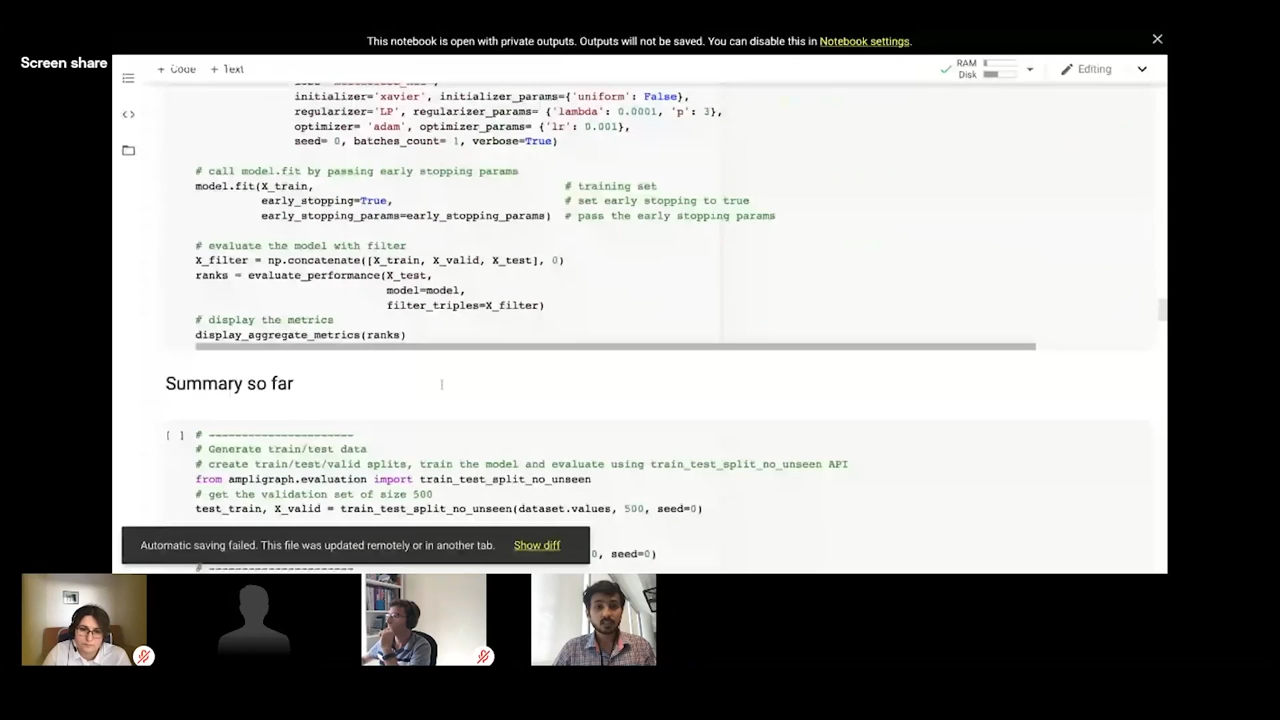 This notebook is open with private outputs. Outputs will not be saved. You can disable this in Notebook settings.
Screen share
+ Code + Text
RAM
Disk
Editing
initializer='xavier', initializer_params={'uniform': False},
regularizer='LP', regularizer_params= {'lambda': 0.0001, 'p': 3},
optimizer= 'adam', optimizer_params= {'lr': 0.001},
seed= 0, batches_count= 1, verbose=True)
# call model.fit by passing early stopping params
model.fit(X_train, # training set
early_stopping=True, # set early stopping to true
early_stopping_params=early_stopping_params) # pass the early stopping params
# evaluate the model with filter
X_filter = np.concatenate([X_train, X_valid, X_test], 0)
ranks = evaluate_performance(X_test,
model=model,
filter_triples=X_filter)
# display the metrics
display_aggregate_metrics(ranks)
Summary so far
[ ] # ----------------------
# Generate train/test data
# create train/test/valid splits, train the model and evaluate using train_test_split_no_unseen API
from ampligraph.evaluation import train_test_split_no_unseen
# get the validation set of size 500
test_train, X_valid = train_test_split_no_unseen(dataset.values, 500, seed=0)
Automatic saving failed. This file was updated remotely or in another tab. Show diff
0, seed=0)